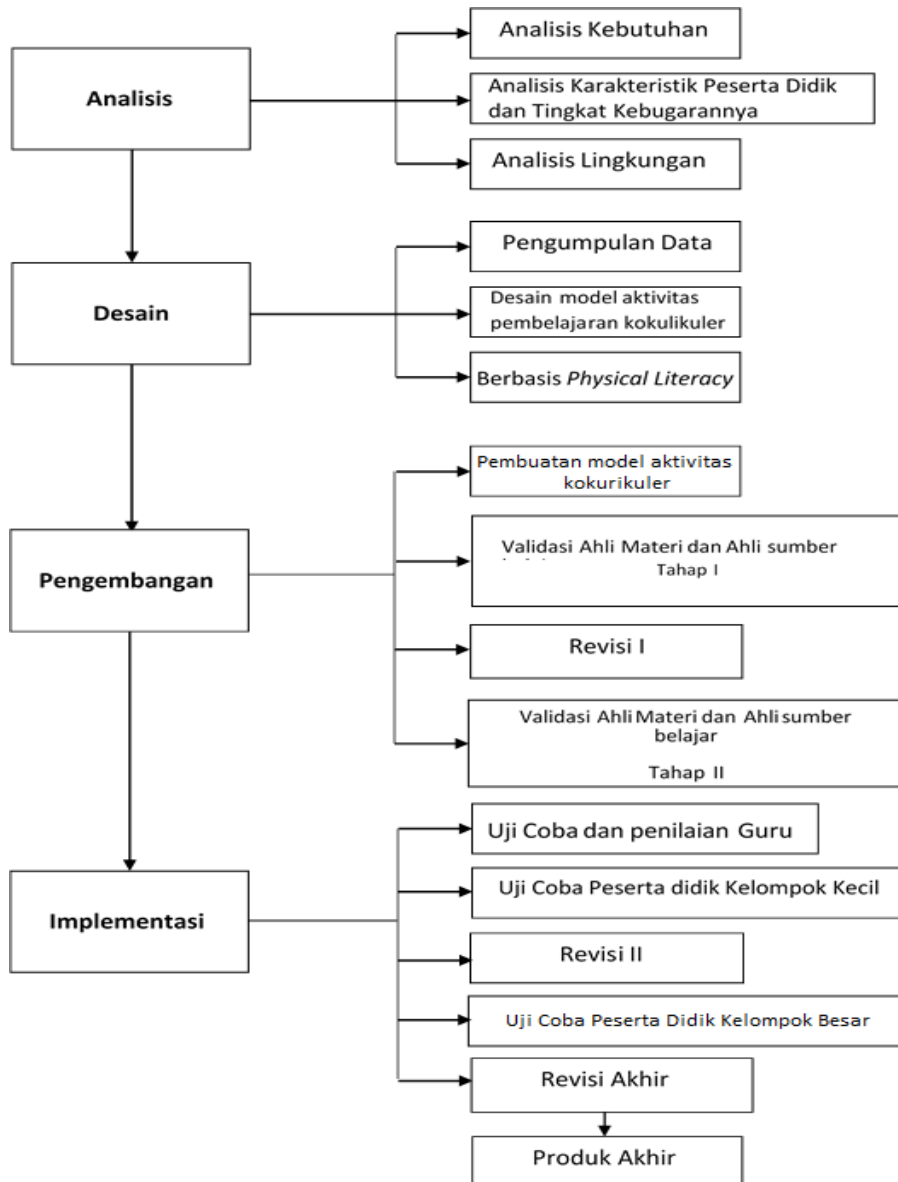 Analisis
Analisis Kebutuhan
Analisis Karakteristik Peserta Didik
dan Tingkat Kebugarannya
Analisis Lingkungan
Desain
Pengumpulan Data
Desain model aktivitas
pembelajaran kokulikuler
Berbasis Physical Literacy
Pengembangan
Pembuatan model aktivitas
kokurikuler
Validasi Ahli Materi dan Ahli sumber
Tahap I
Revisi I
Validasi Ahli Materi dan Ahli sumber
belajar
Tahap II
Implementasi
Uji Coba dan penilaian Guru
Uji Coba Peserta didik Kelompok Kecil
Revisi II
Uji Coba Peserta Didik Kelompok Besar
Revisi Akhir
Produk Akhir